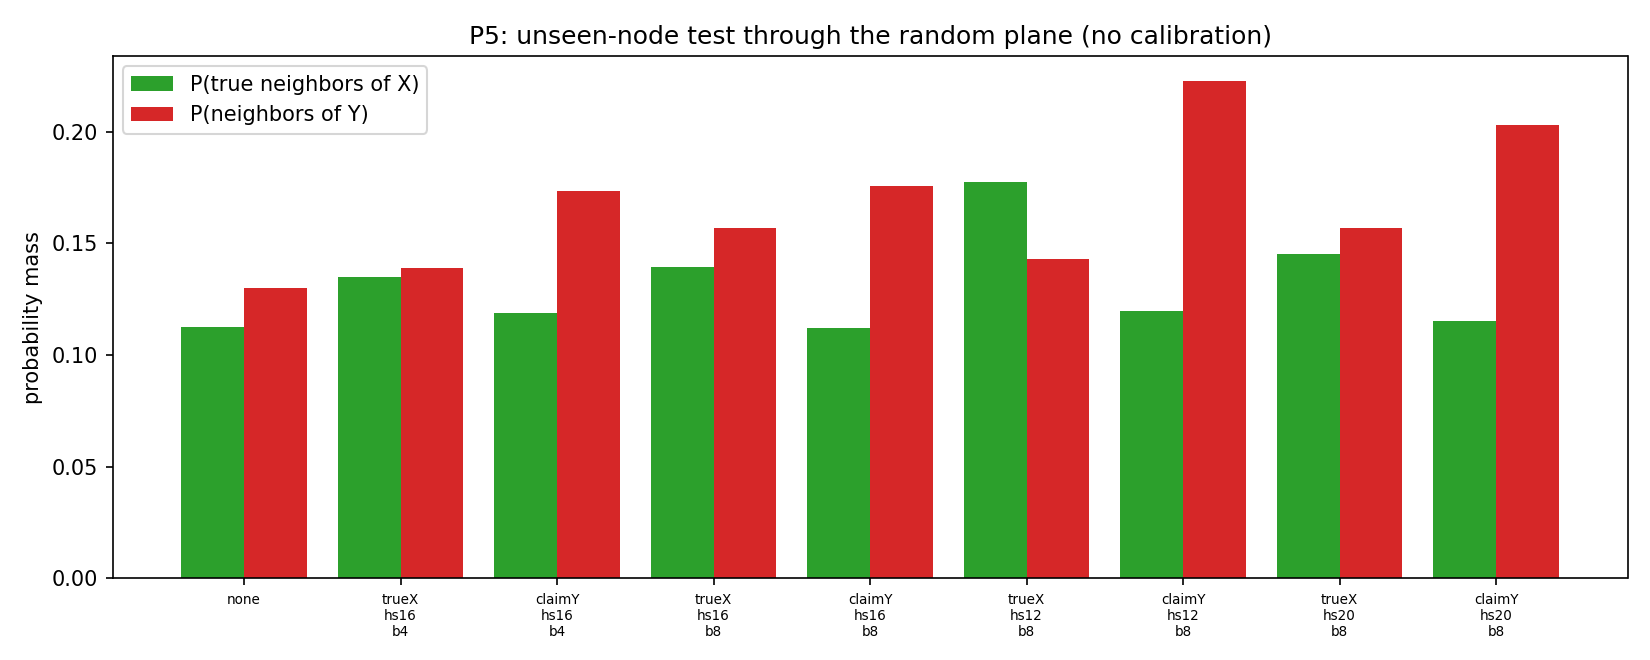 P5: unseen-node test through the random plane (no calibration)
P(true neighbors of X)
P(neighbors of Y)
probability mass
0.20
0.15
0.10
0.05
0.00
none
trueX
hs16
b4
claimY
hs16
b4
trueX
hs16
b8
claimY
hs16
b8
trueX
hs12
b8
claimY
hs12
b8
trueX
hs20
b8
claimY
hs20
b8